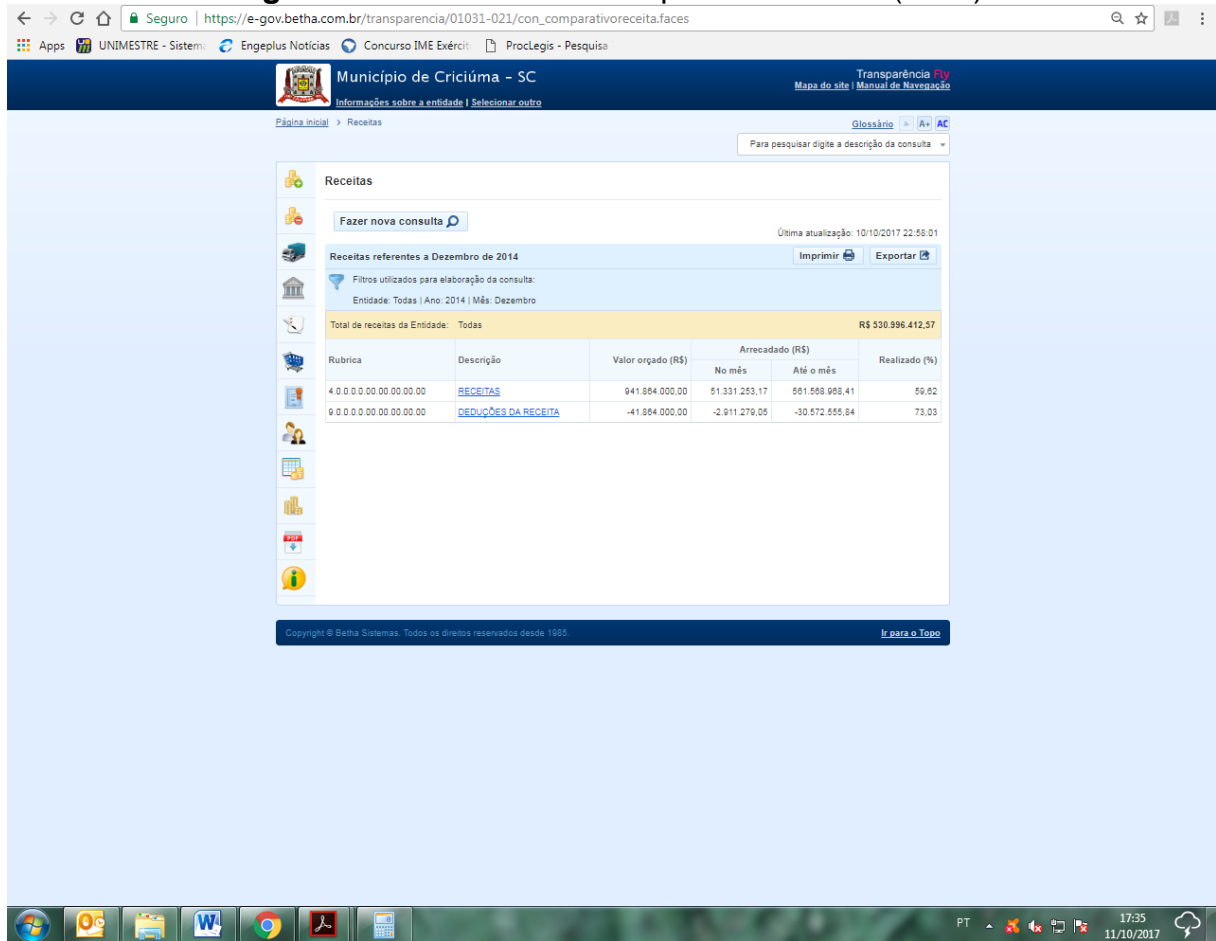 Seguro | https://e-gov.betha.com.br/transparencia/01031-021/con_comparativoreceita.faces
Apps UNIMESTRE - Sistema Engeplus Notícias Concurso IME Exército ProcLegis - Pesquisa
Município de Criciúma - SC
Transparência Fly
Mapa do site | Manual de Navegação
Informações sobre a entidade | Selecionar outro
Página inicial > Receitas
Glossário A- A+ AC
Para pesquisar digite a descrição da consulta
Receitas
Fazer nova consulta
Última atualização: 10/10/2017 22:58:01
Receitas referentes a Dezembro de 2014 Imprimir Exportar
Filtros utilizados para elaboração da consulta:
Entidade: Todas | Ano: 2014 | Mês: Dezembro
Total de receitas da Entidade: Todas R$ 530.996.412,57
Rubrica Descrição Valor orçado (R$) Arrecadado (R$) Realizado (%)
No mês Até o mês
4.0.0.0.0.00.00.00.00.00 RECEITAS 941.864.000,00 51.331.253,17 561.568.968,41 59,62
9.0.0.0.0.00.00.00.00.00 DEDUÇÕES DA RECEITA -41.864.000,00 -2.911.279,05 -30.572.555,84 73,03
PDF
Copyright © Betha Sistemas. Todos os direitos reservados desde 1985. Ir para o Topo
PT 17:35
11/10/2017